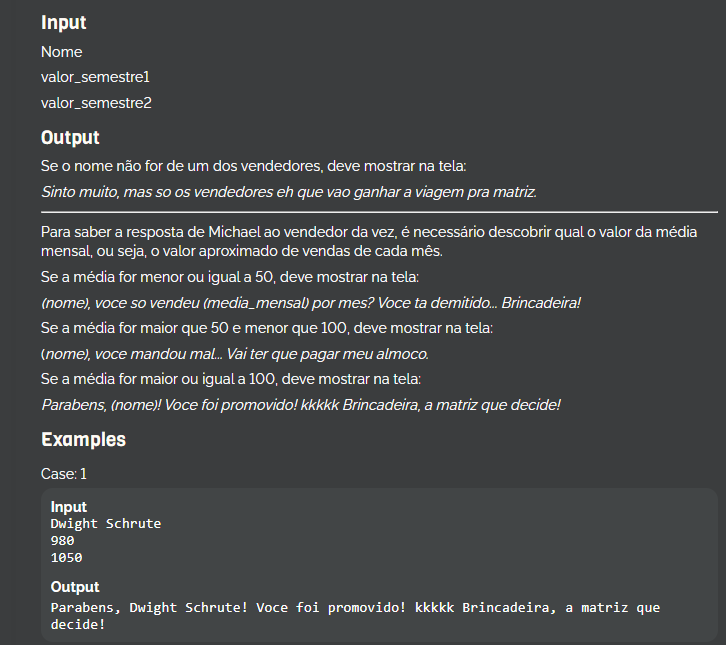 Input
Nome
valor_semestre1
valor_semestre2
Output
Se o nome não for de um dos vendedores, deve mostrar na tela:
Sinto muito, mas so os vendedores eh que vao ganhar a viagem pra matriz.
Para saber a resposta de Michael ao vendedor da vez, é necessário descobrir qual o valor da média
mensal, ou seja, o valor aproximado de vendas de cada mês.
Se a média for menor ou igual a 50, deve mostrar na tela:
(nome), voce so vendeu (media_mensal) por mes? Voce ta demitido... Brincadeira!
Se a média for maior que 50 e menor que 100, deve mostrar na tela:
(nome), voce mandou mal... Vai ter que pagar meu almoco.
Se a média for maior ou igual a 100, deve mostrar na tela:
Parabens, (nome)! Voce foi promovido! kkkkk Brincadeira, a matriz que decide!
Examples
Case: 1
Input
Dwight Schrute
980
1050
Output
Parabens, Dwight Schrute! Voce foi promovido! kkkkk Brincadeira, a matriz que
decide!